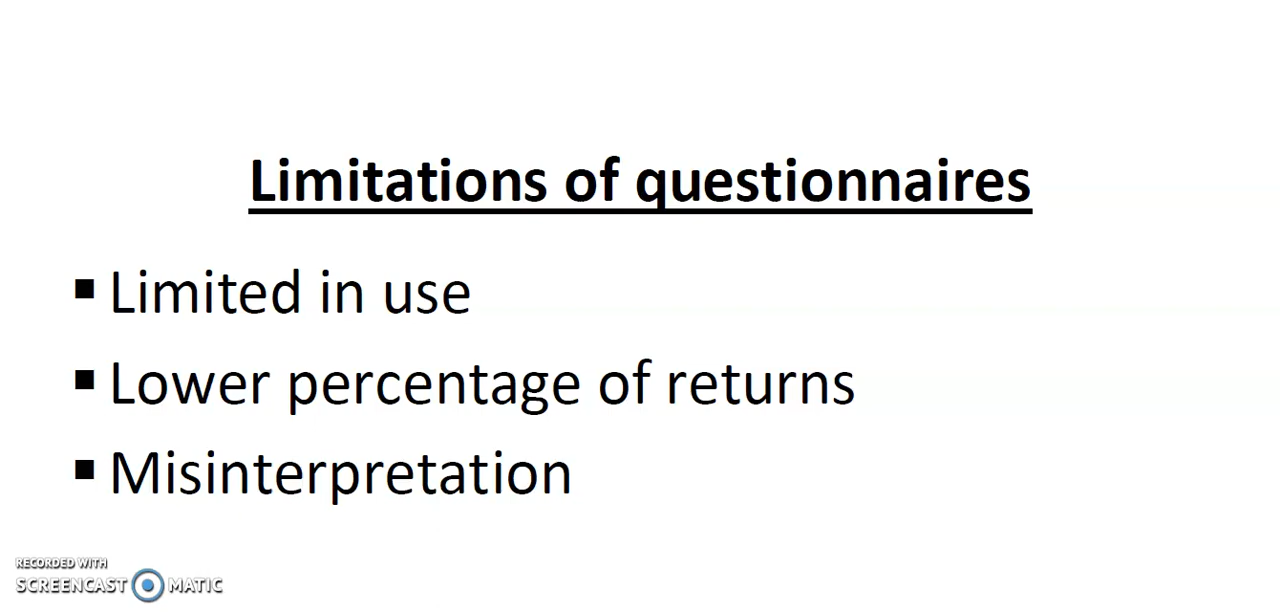 Limitations of questionnaires
▪ Limited in use
▪ Lower percentage of returns
▪ Misinterpretation
RECORDED WITH
SCREENCAST MATIC